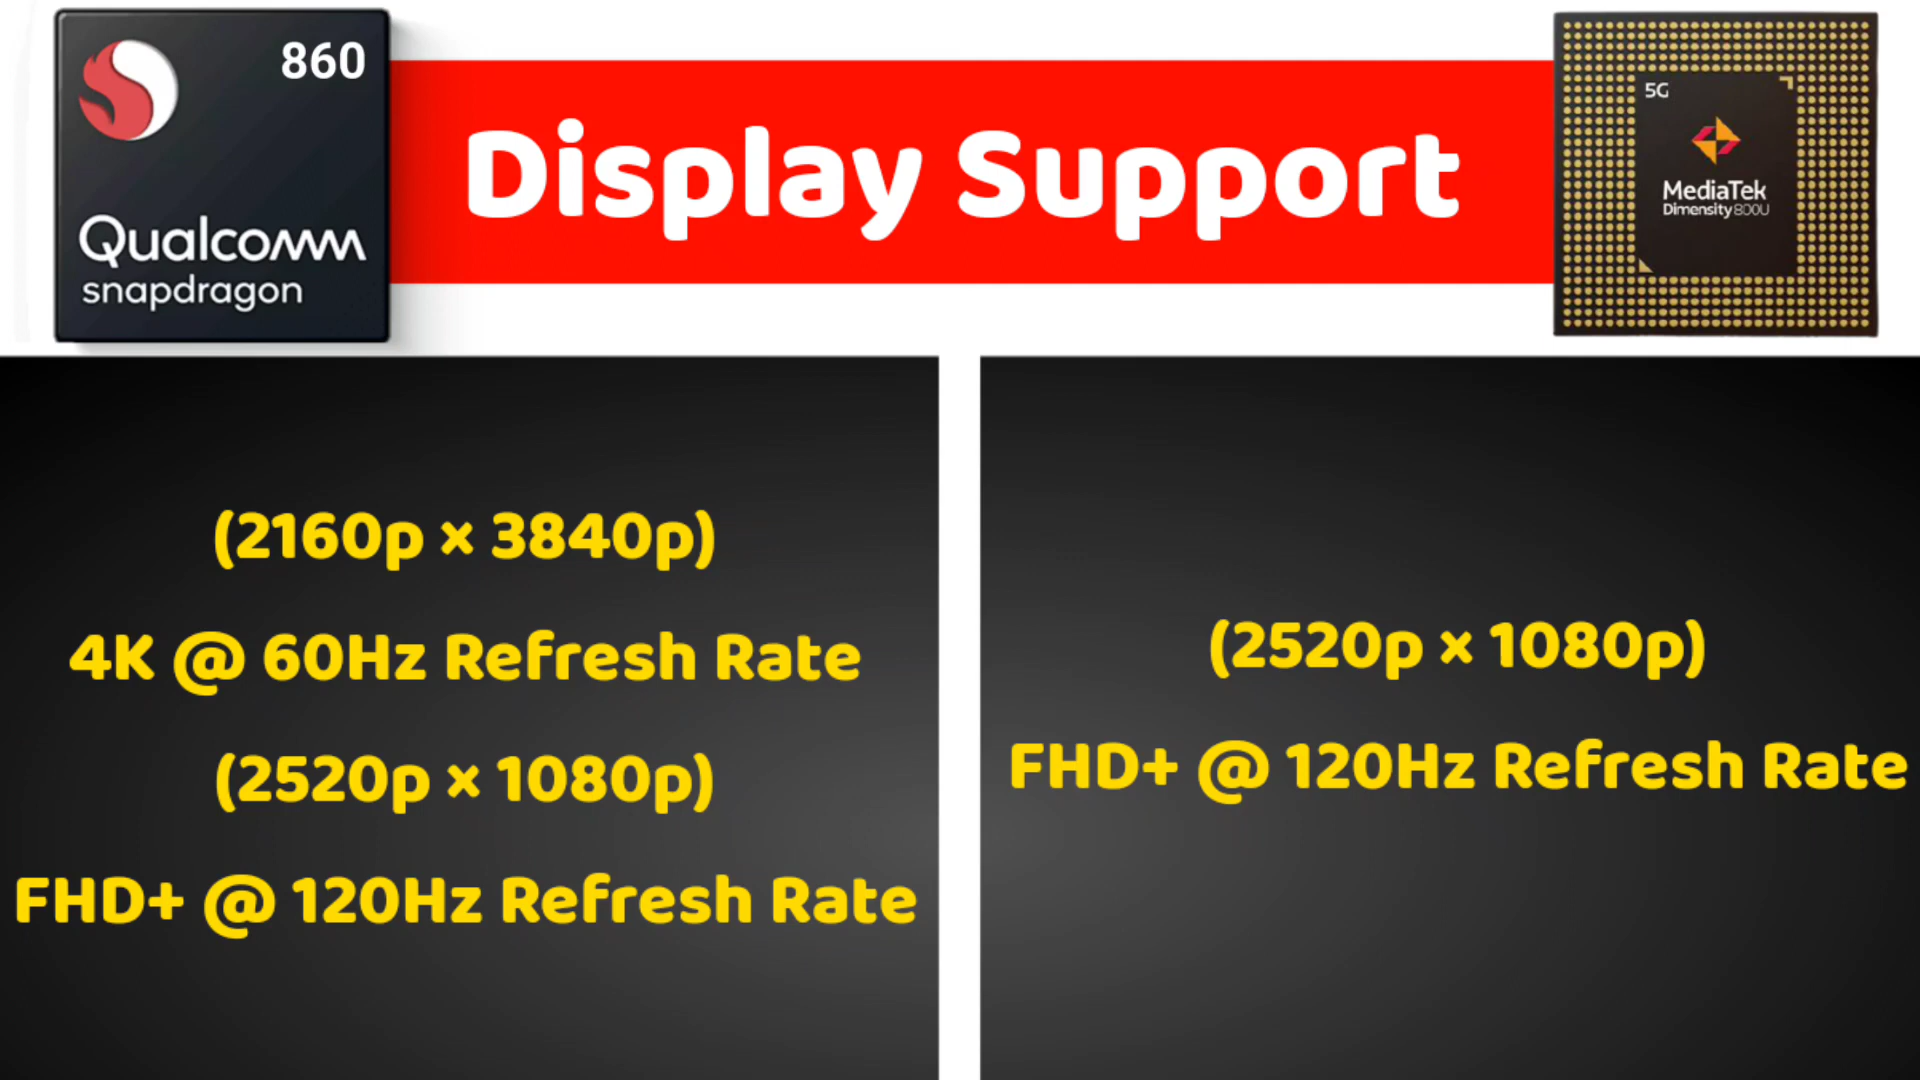 860
Qualcomm
snapdragon
Display Support
5G
MediaTek
Dimensity 800U
(2160p × 3840p)
4K @ 60Hz Refresh Rate
(2520p × 1080p)
FHD+ @ 120Hz Refresh Rate
(2520p × 1080p)
FHD+ @ 120Hz Refresh Rate